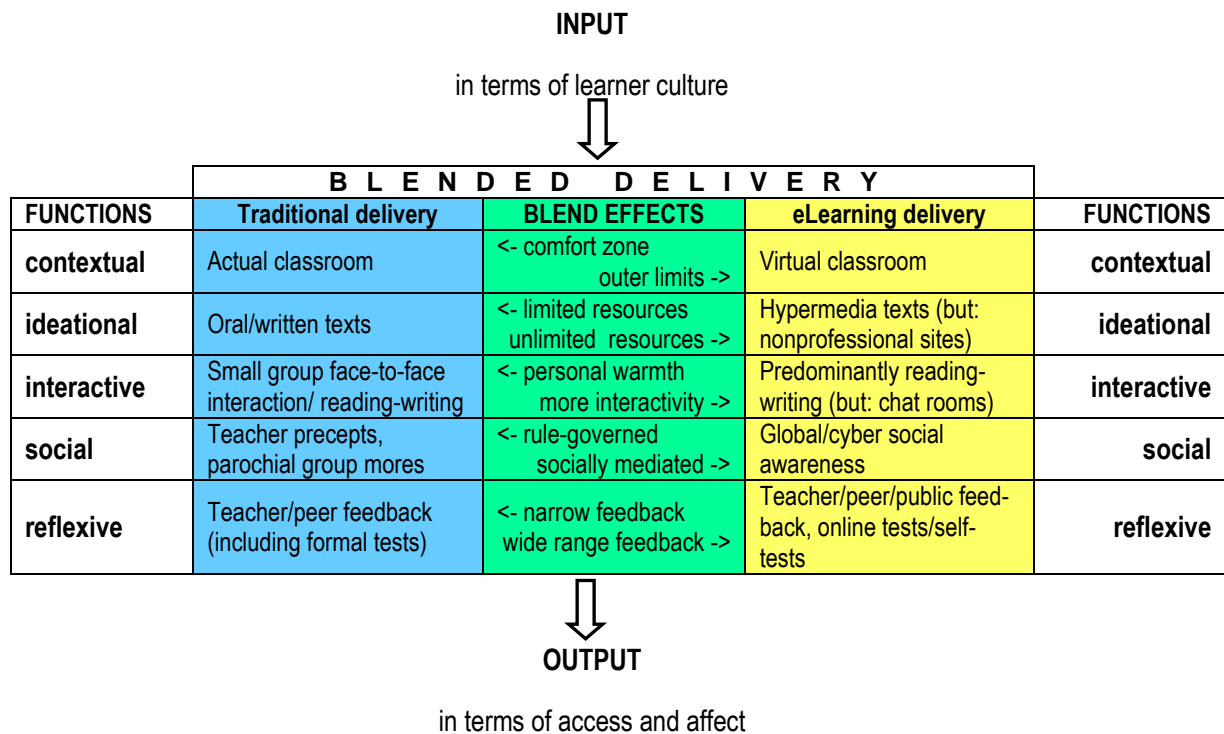 INPUT
in terms of learner culture
B L E N D E D D E L I V E R Y
FUNCTIONS
Traditional delivery
BLEND EFFECTS
eLearning delivery
FUNCTIONS
contextual
Actual classroom
<- comfort zone
outer limits ->
Virtual classroom
contextual
ideational
Oral/written texts
<- limited resources
unlimited resources ->
Hypermedia texts (but:
nonprofessional sites)
ideational
interactive
Small group face-to-face
interaction/ reading-writing
<- personal warmth
more interactivity ->
Predominantly reading-
writing (but: chat rooms)
interactive
social
Teacher precepts,
parochial group mores
<- rule-governed
socially mediated ->
Global/cyber social
awareness
social
reflexive
Teacher/peer feedback
(including formal tests)
<- narrow feedback
wide range feedback ->
Teacher/peer/public feed-
back, online tests/self-
tests
reflexive
OUTPUT
in terms of access and affect